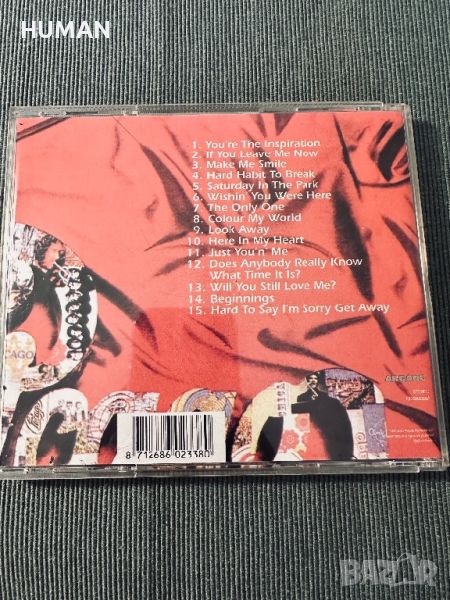 HUMAN
1. You're The Inspiration
2. If You Leave Me Now
3. Make Me Smile
4. Hard Habit To Break
5. Saturday In The Park
6. Wishin' You Were Here
7. The Only One
8. Colour My World
9. Look Away
10. Here In My Heart
11. Just You n' Me
12. Does Anybody Really Know
What Time It Is?
13. Will You Still Love Me?
14. Beginnings
15. Hard To Say I'm Sorry Get Away
CAGO
ARCADE
8 712686 023380
BAZAR